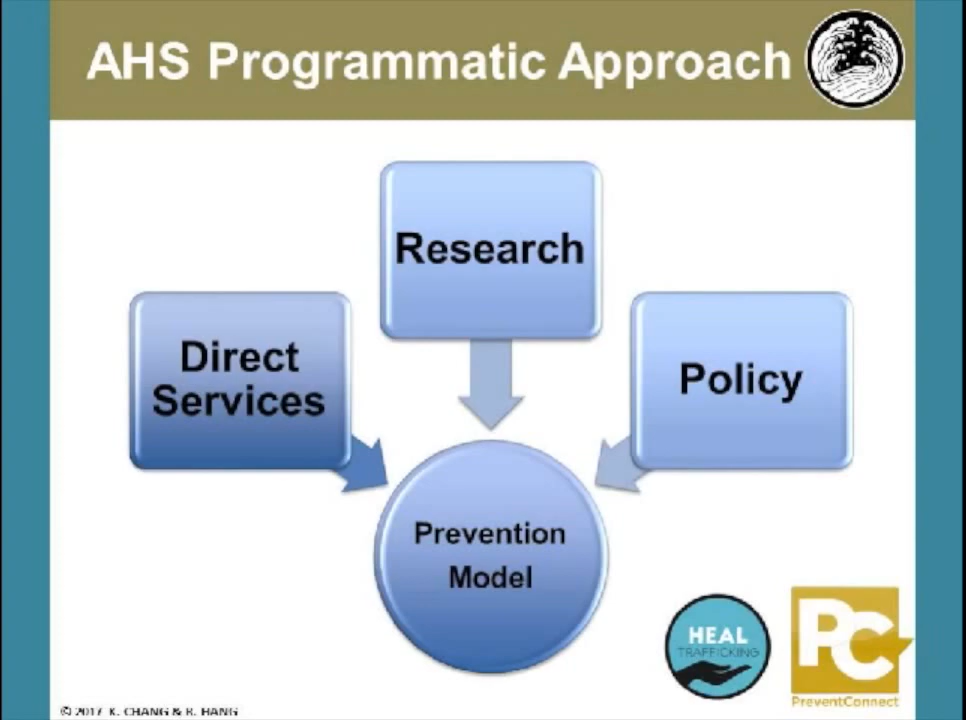 AHS Programmatic Approach
Research
Direct
Services
Policy
Prevention
Model
HEAL
TRAFFICKING
PC
PreventConnect
© 2017 K. CHANG & R. HANG